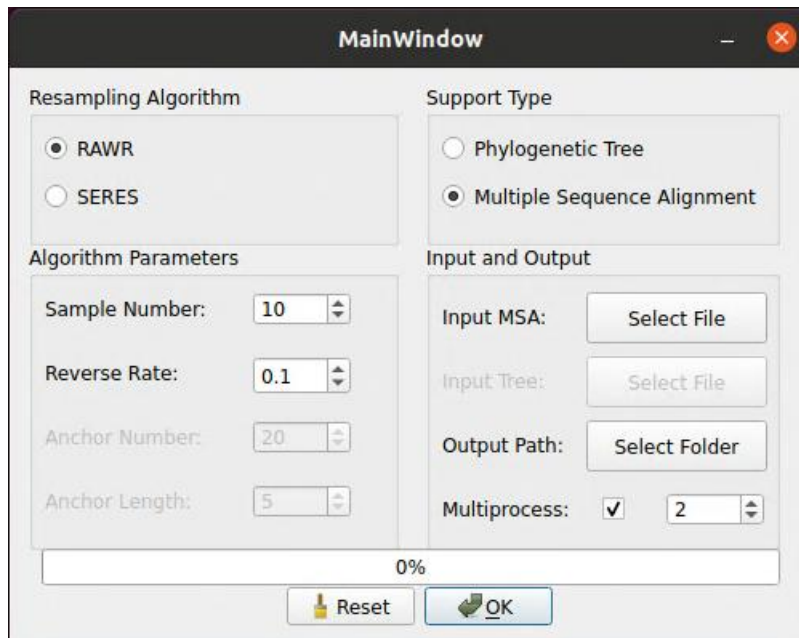 MainWindow
Resampling Algorithm
RAWR
SERES
Support Type
Phylogenetic Tree
Multiple Sequence Alignment
Algorithm Parameters
Sample Number: 10
Reverse Rate: 0.1
Anchor Number: 20
Anchor Length: 5
Input and Output
Input MSA: Select File
Input Tree: Select File
Output Path: Select Folder
Multiprocess: 2
0%
Reset OK